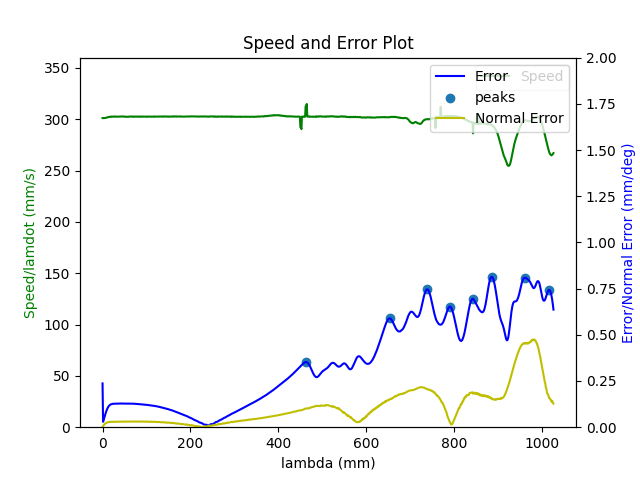 Speed and Error Plot
350
300
250
200
150
100
50
0
Speed/lamdot (mm/s)
2.00
1.75
1.50
1.25
1.00
0.75
0.50
0.25
0.00
Error/Normal Error (mm/deg)
Error
Speed
peaks
Normal Error
0
200
400
600
800
1000
lambda (mm)